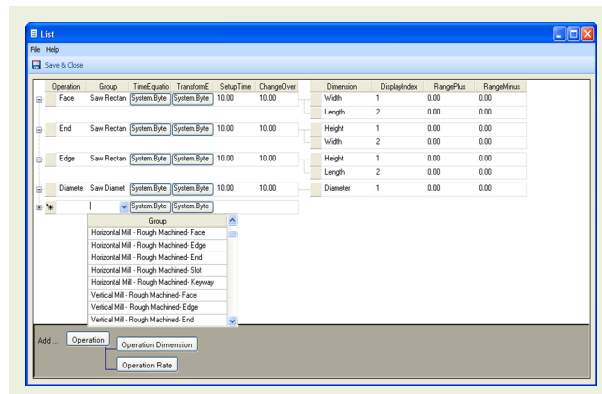 List
File Help
Save & Close
Operation Group TimeEquatio TransformE SetupTime ChangeOver Dimension DisplayIndex RangePlus RangeMinus
Face Saw Rectan System.Byte System.Byte 10.00 10.00 Width 1 0.00 0.00
Length 2 0.00 0.00
End Saw Rectan System.Byte System.Byte 10.00 10.00 Height 1 0.00 0.00
Width 2 0.00 0.00
Edge Saw Rectan System.Byte System.Byte 10.00 10.00 Height 1 0.00 0.00
Length 2 0.00 0.00
Diamete Saw Diamet System.Byte System.Byte 10.00 10.00 Diameter 1 0.00 0.00
System.Byte System.Byte
Group
Horizontal Mill - Rough Machined- Face
Horizontal Mill - Rough Machined- Edge
Horizontal Mill - Rough Machined- End
Horizontal Mill - Rough Machined- Slot
Horizontal Mill - Rough Machined- Keyway
Vertical Mill - Rough Machined- Face
Vertical Mill - Rough Machined- Edge
Vertical Mill - Rough Machined- End
Add ... Operation Operation Dimension
Operation Rate